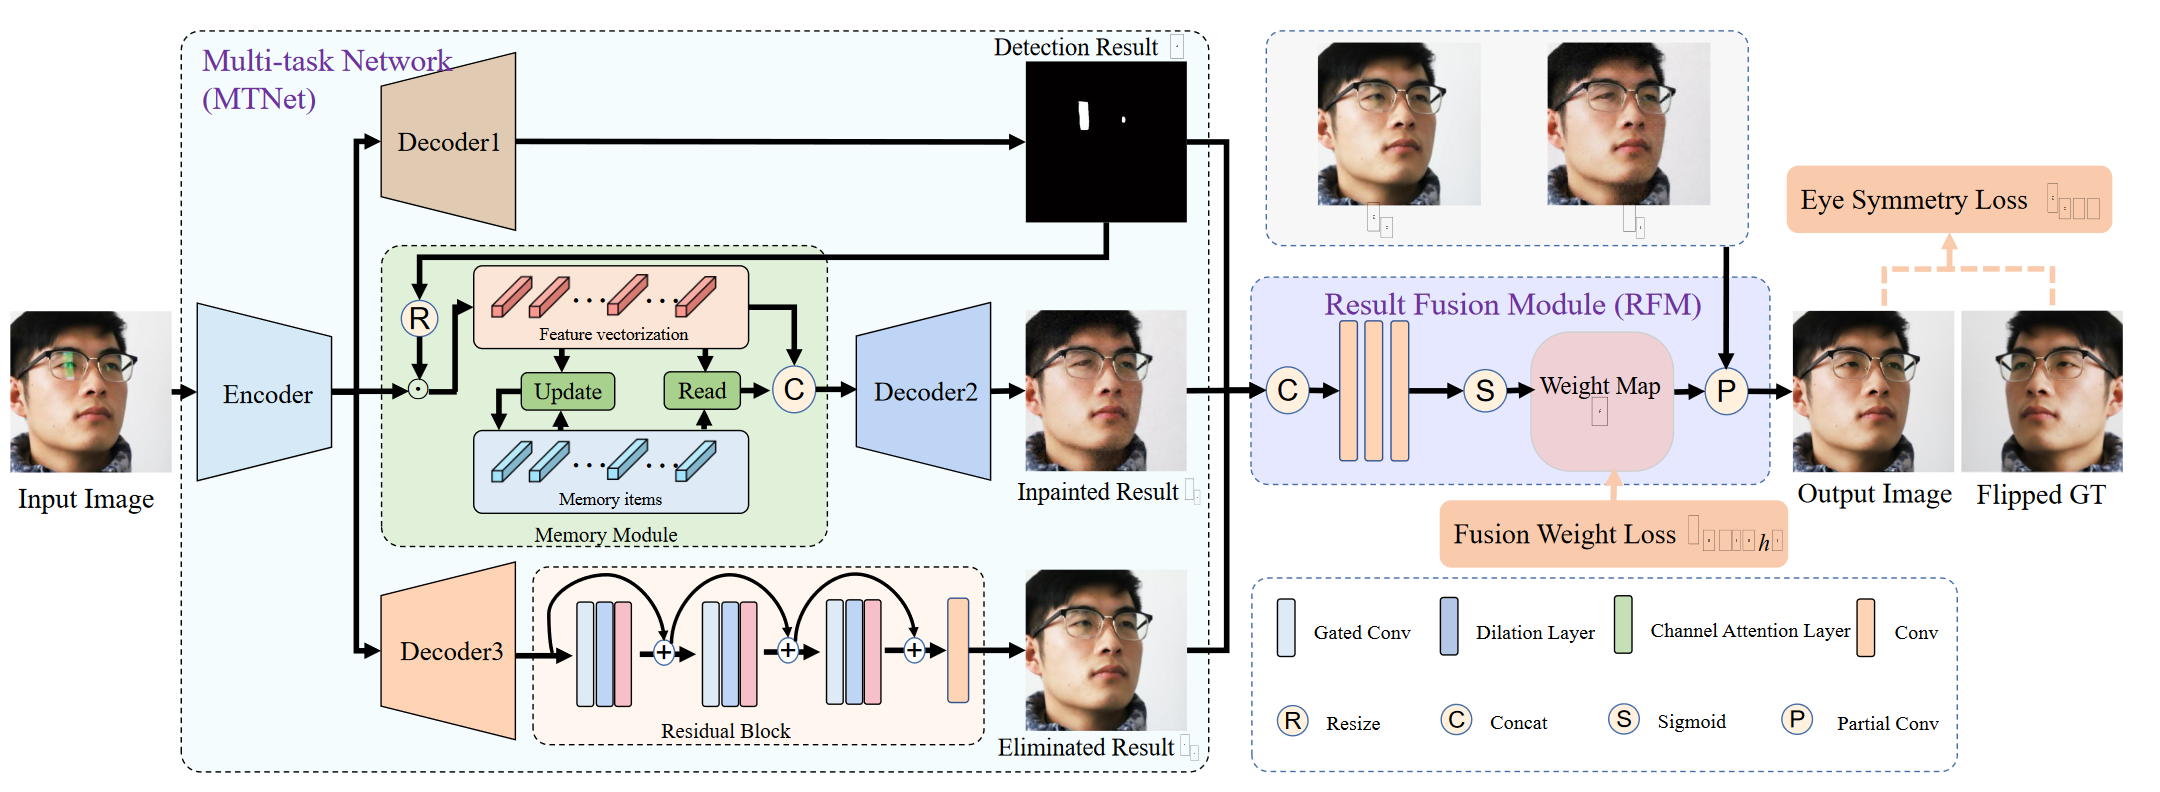 Multi-task Network
(MTNet)
Detection Result
Decoder1
R
Feature vectorization
Update
Read
C
Memory items
Memory Module
Encoder
Input Image
Decoder2
Inpainted Result
Decoder3
Residual Block
Eliminated Result
Result Fusion Module (RFM)
C
S
Weight Map
P
Fusion Weight Loss h
Eye Symmetry Loss
Output Image
Flipped GT
Gated Conv
Dilation Layer
Channel Attention Layer
Conv
R Resize
C Concat
S Sigmoid
P Partial Conv